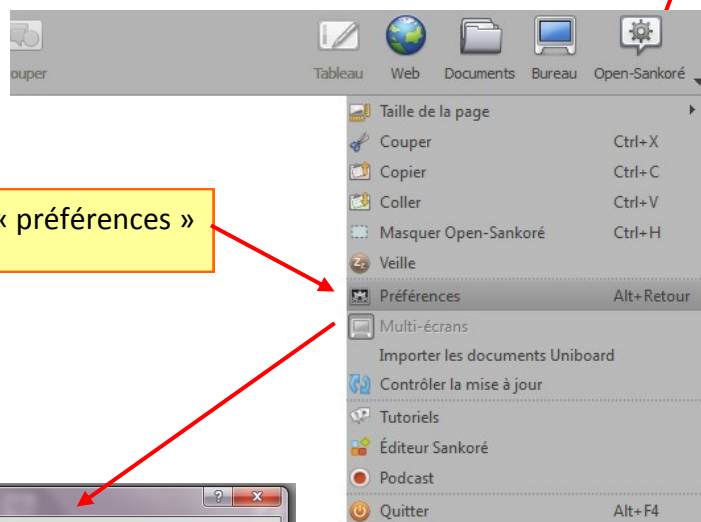 ouper
Tableau Web Documents Bureau Open-Sankoré
Taille de la page
Couper Ctrl+X
Copier Ctrl+C
Coller Ctrl+V
« préférences »
Masquer Open-Sankoré Ctrl+H
Veille
Préférences Alt+Retour
Multi-écrans
Importer les documents Uniboard
Contrôler la mise à jour
Tutoriels
Éditeur Sankoré
Podcast
Quitter Alt+F4